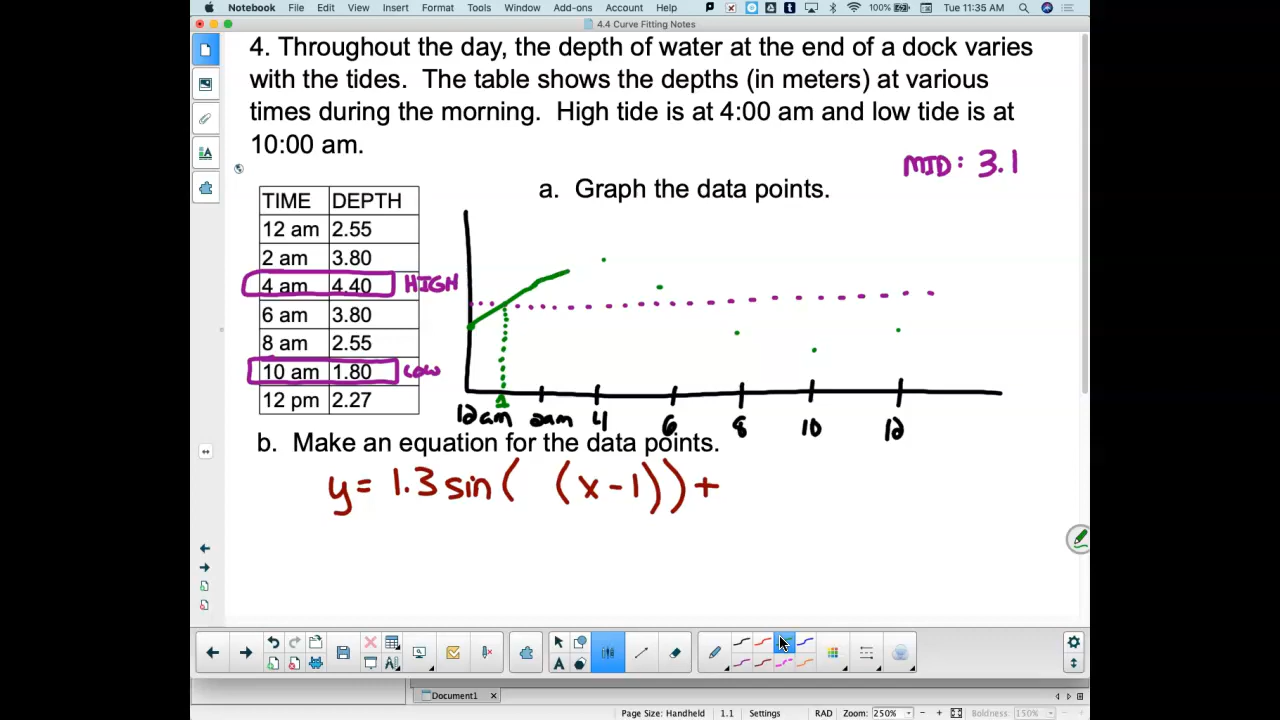 Notebook File Edit View Insert Format Tools Window Add-ons Account Help 100% Tue 11:35 AM
4.4 Curve Fitting Notes
4. Throughout the day, the depth of water at the end of a dock varies
with the tides. The table shows the depths (in meters) at various
times during the morning. High tide is at 4:00 am and low tide is at
10:00 am.
MID: 3.1
a. Graph the data points.
TIME DEPTH
12 am 2.55
2 am 3.80
4 am 4.40 HIGH
6 am 3.80
8 am 2.55
10 am 1.80 LOW
12 pm 2.27
1
12am 2am 4 6 8 10 12
b. Make an equation for the data points.
y= 1.3 sin( (x-1))+
Document1
Page Size: Handheld 1.1 Settings RAD Zoom: 250% Boldness: 150%